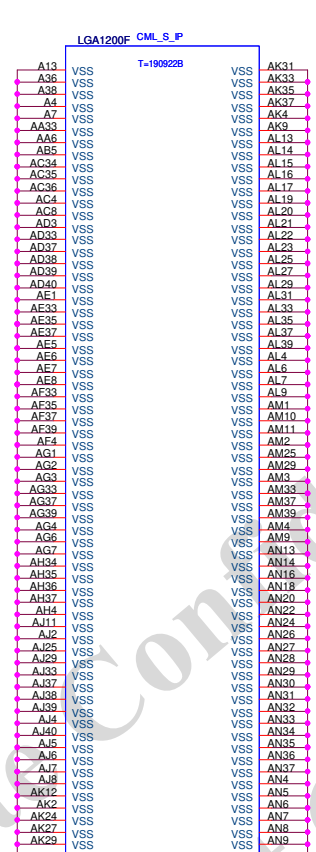 LGA1200F CML_S_IP
T=190922B
A13 VSS VSS AK31
A36 VSS VSS AK33
A38 VSS VSS AK35
A4 VSS VSS AK37
A7 VSS VSS AK4
AA33 VSS VSS AK9
AA6 VSS VSS AL13
AB5 VSS VSS AL14
AC34 VSS VSS AL15
AC35 VSS VSS AL16
AC36 VSS VSS AL17
AC4 VSS VSS AL19
AC8 VSS VSS AL20
AD3 VSS VSS AL21
AD33 VSS VSS AL22
AD37 VSS VSS AL23
AD38 VSS VSS AL25
AD39 VSS VSS AL27
AD40 VSS VSS AL29
AE1 VSS VSS AL31
AE33 VSS VSS AL33
AE35 VSS VSS AL35
AE37 VSS VSS AL37
AE5 VSS VSS AL39
AE6 VSS VSS AL4
AE7 VSS VSS AL6
AE8 VSS VSS AL7
AF33 VSS VSS AL9
AF35 VSS VSS AM1
AF37 VSS VSS AM10
AF39 VSS VSS AM11
AF4 VSS VSS AM2
AG1 VSS VSS AM25
AG2 VSS VSS AM29
AG3 VSS VSS AM3
AG33 VSS VSS AM33
AG37 VSS VSS AM37
AG39 VSS VSS AM39
AG4 VSS VSS AM4
AG6 VSS VSS AM9
AG7 VSS VSS AN13
AH34 VSS VSS AN14
AH35 VSS VSS AN16
AH36 VSS VSS AN18
AH37 VSS VSS AN20
AH4 VSS VSS AN22
AJ11 VSS VSS AN24
AJ2 VSS VSS AN26
AJ25 VSS VSS AN27
AJ29 VSS VSS AN28
AJ33 VSS VSS AN29
AJ37 VSS VSS AN30
AJ38 VSS VSS AN31
AJ39 VSS VSS AN32
AJ4 VSS VSS AN33
AJ40 VSS VSS AN34
AJ5 VSS VSS AN35
AJ6 VSS VSS AN36
AJ7 VSS VSS AN37
AJ8 VSS VSS AN4
AK12 VSS VSS AN5
AK2 VSS VSS AN6
AK24 VSS VSS AN7
AK27 VSS VSS AN8
AK29 VSS VSS AN9